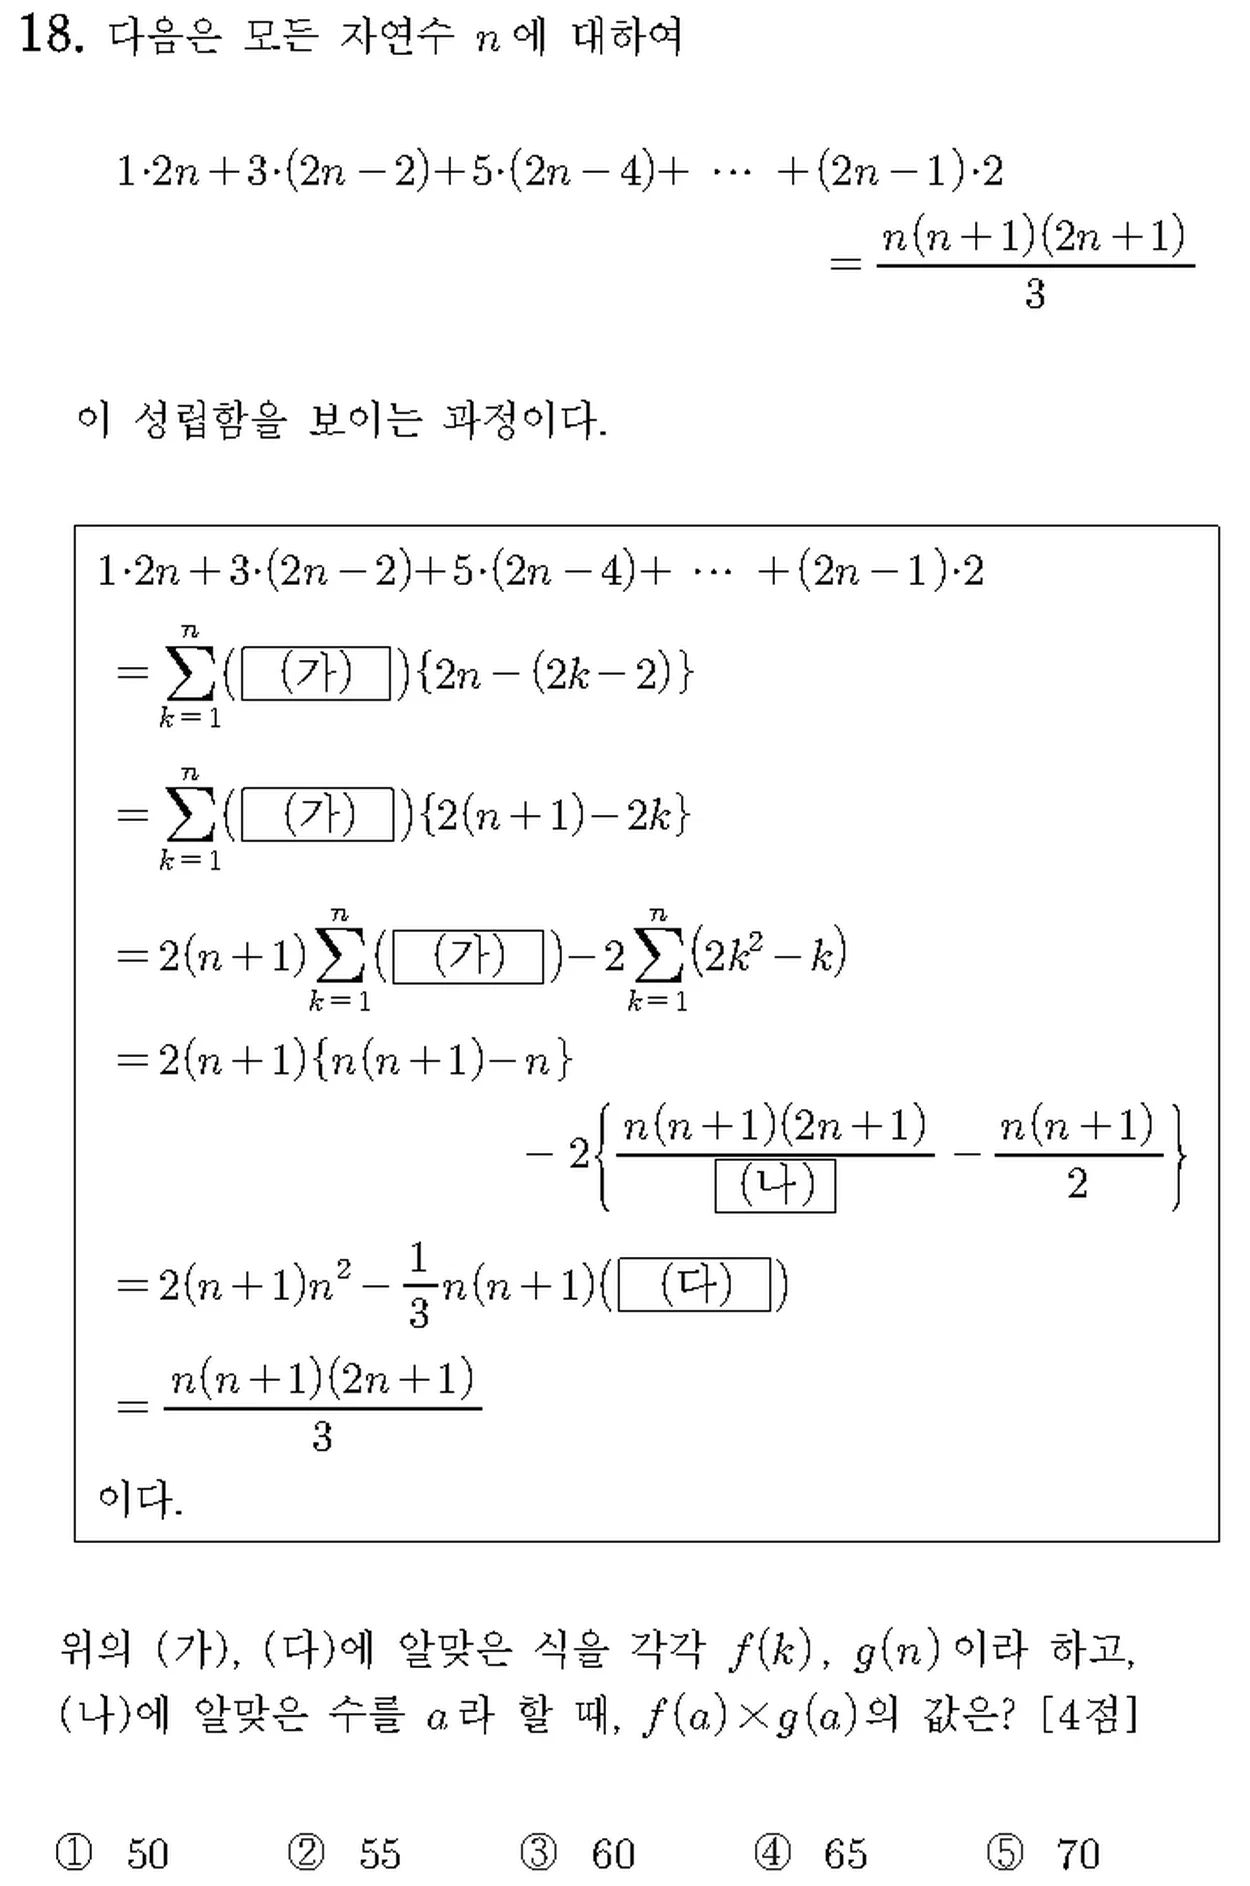 18. 다음은 모든 자연수 n에 대하여
1·2n+3·(2n−2)+5·(2n−4)+ ⋯ +(2n−1)·2
= n(n+1)(2n+1)/3
이 성립함을 보이는 과정이다.
1·2n+3·(2n−2)+5·(2n−4)+ ⋯ +(2n−1)·2
= ∑_{k=1}^{n} ( (가) ){2n−(2k−2)}
= ∑_{k=1}^{n} ( (가) ){2(n+1)−2k}
= 2(n+1) ∑_{k=1}^{n} ( (가) ) − 2 ∑_{k=1}^{n} (2k²−k)
= 2(n+1){n(n+1)−n}
− 2{ n(n+1)(2n+1)/(나) − n(n+1)/2 }
= 2(n+1)n² − 1/3 n(n+1)( (다) )
= n(n+1)(2n+1)/3
이다.
위의 (가), (다)에 알맞은 식을 각각 f(k), g(n)이라 하고,
(나)에 알맞은 수를 a라 할 때, f(a)×g(a)의 값은? [4점]
① 50 ② 55 ③ 60 ④ 65 ⑤ 70